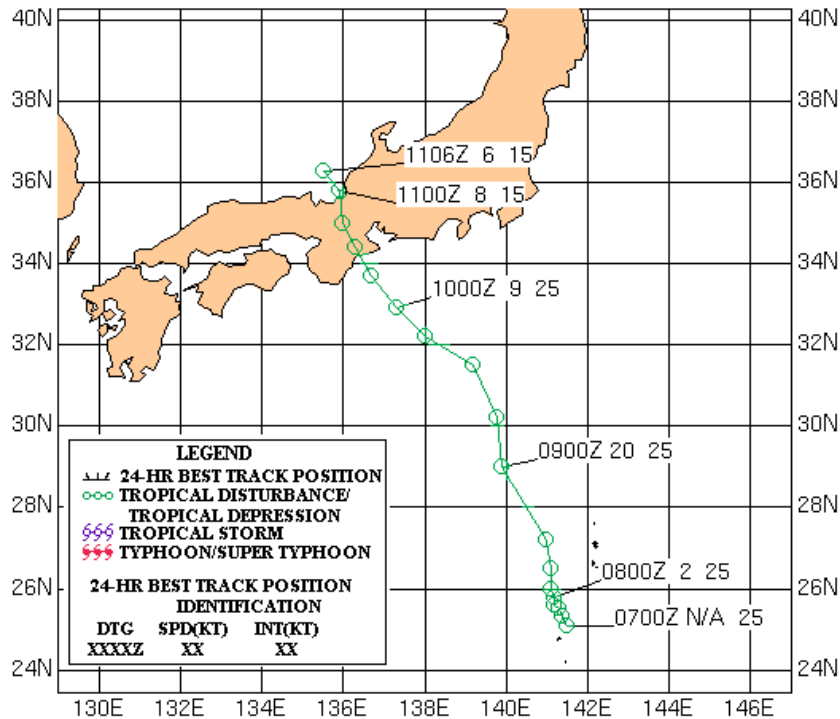 40N 40N
38N 38N
1106Z 6 15
36N 36N
1100Z 8 15
34N 34N
1000Z 9 25
32N 32N
30N 30N
LEGEND
0900Z 20 25
24-HR BEST TRACK POSITION
TROPICAL DISTURBANCE/
TROPICAL DEPRESSION
28N 28N
TROPICAL STORM
TYPHOON/SUPER TYPHOON
0800Z 2 25
24-HR BEST TRACK POSITION
26N 26N
IDENTIFICATION
0700Z N/A 25
DTG SPD(KT) INT(KT)
XXXXZ XX XX
24N 24N
130E 132E 134E 136E 138E 140E 142E 144E 146E